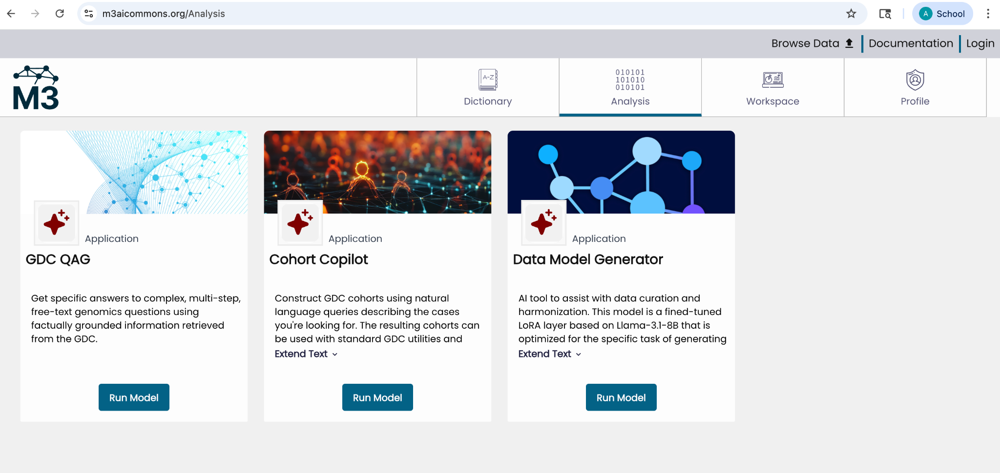 m3aicommons.org/Analysis
A School
Browse Data
Documentation
Login
M3
A-Z
Dictionary
010101
101010
010101
Analysis
Workspace
Profile
Application
GDC QAG
Get specific answers to complex, multi-step,
free-text genomics questions using
factually grounded information retrieved
from the GDC.
Run Model
Application
Cohort Copilot
Construct GDC cohorts using natural
language queries describing the cases
you're looking for. The resulting cohorts can
be used with standard GDC utilities and
Extend Text
Run Model
Application
Data Model Generator
AI tool to assist with data curation and
harmonization. This model is a fined-tuned
LoRA layer based on Llama-3.1-8B that is
optimized for the specific task of generating
Extend Text
Run Model